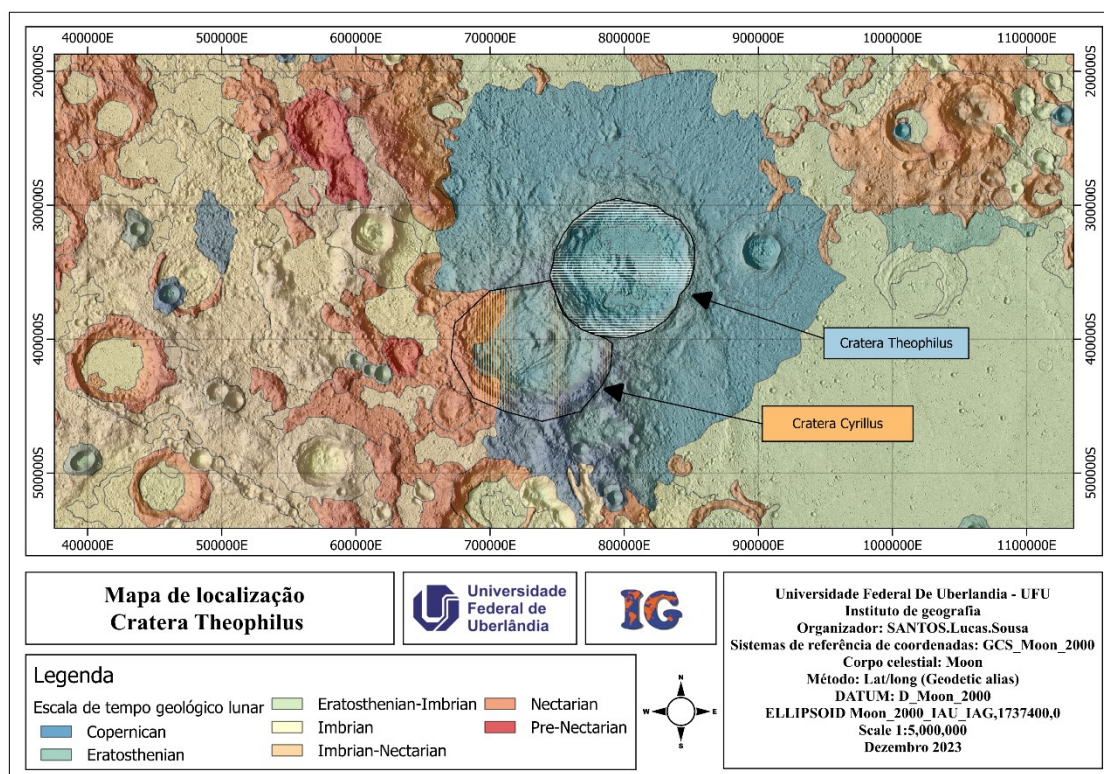 400000E 500000E 600000E 700000E 800000E 900000E 1000000E 1100000E
200000S 200000S
300000S 300000S
Cratera Theophilus
400000S 400000S
Cratera Cyrillus
500000S 500000S
400000E 500000E 600000E 700000E 800000E 900000E 1000000E 1100000E
Mapa de localização
Cratera Theophilus
Universidade
Federal de
Uberlândia
IG
Universidade Federal De Uberlandia - UFU
Instituto de geografia
Organizador: SANTOS.Lucas.Sousa
Sistemas de referência de coordenadas: GCS_Moon_2000
Corpo celestial: Moon
Método: Lat/long (Geodetic alias)
DATUM: D_Moon_2000
ELLIPSOID Moon_2000_IAU_IAG,1737400,0
Scale 1:5,000,000
Dezembro 2023
Legenda
Escala de tempo geológico lunar
Copernican
Eratosthenian
Eratosthenian-Imbrian
Imbrian
Imbrian-Nectarian
Nectarian
Pre-Nectarian
N
W E
S